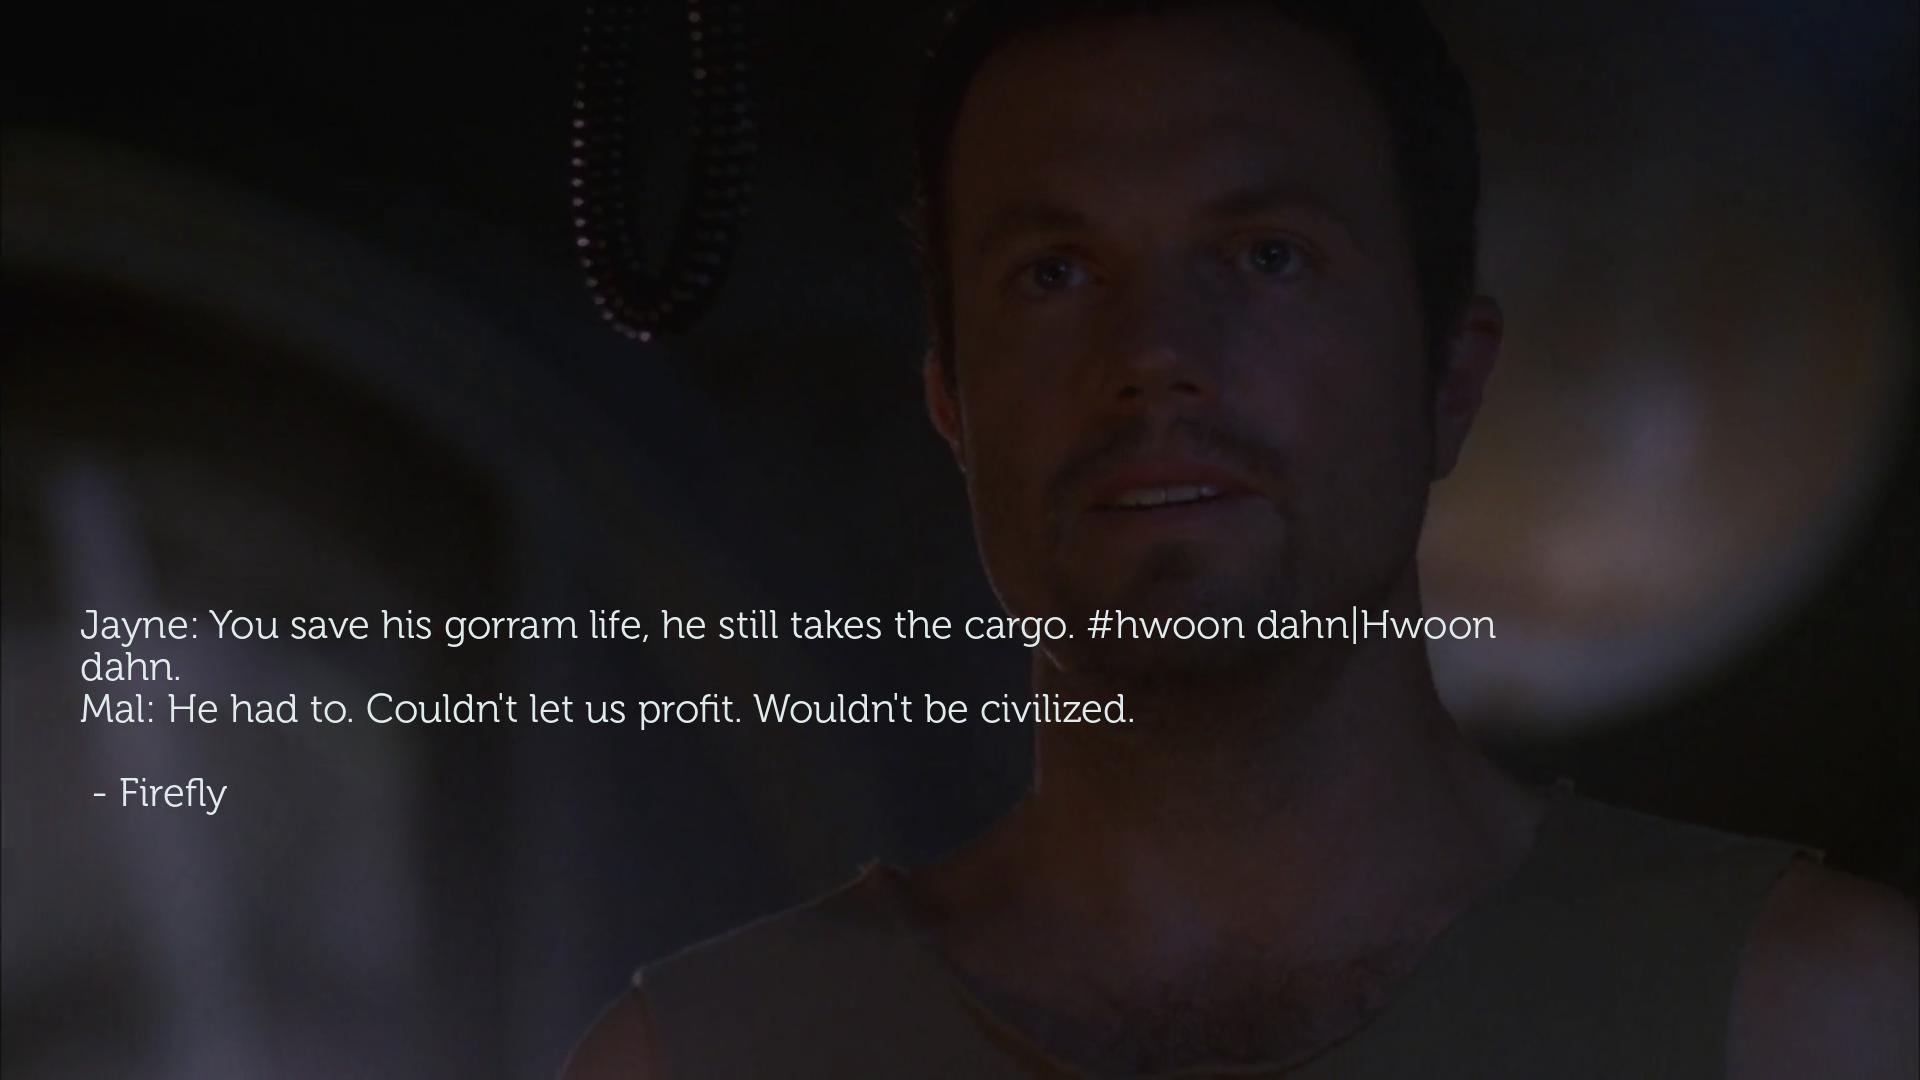 Jayne: You save his gorram life, he still takes the cargo. #hwoon dahn|Hwoon
dahn.
Mal: He had to. Couldn't let us profit. Wouldn't be civilized.
- Firefly